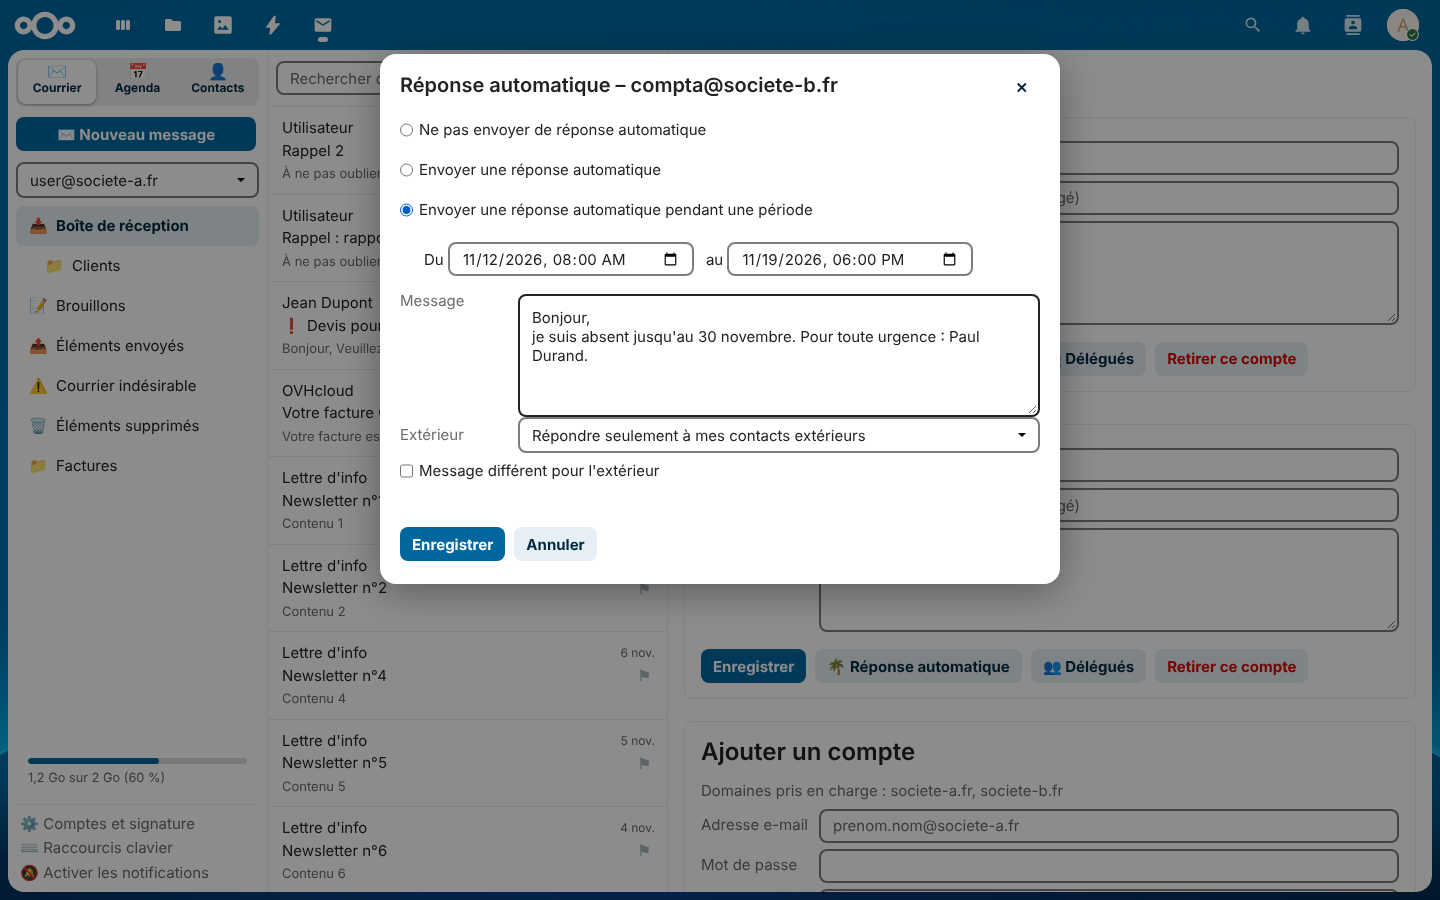 Courrier
Agenda
Contacts
Nouveau message
user@societe-a.fr
Boîte de réception
Clients
Brouillons
Éléments envoyés
Courrier indésirable
Éléments supprimés
Factures
1,2 Go sur 2 Go (60 %)
Comptes et signature
Raccourcis clavier
Activer les notifications
Rechercher
Utilisateur
Rappel 2
À ne pas oublier
Utilisateur
Rappel : rappo
À ne pas oublier
Jean Dupont
❗ Devis pour
Bonjour, Veuillez
OVHcloud
Votre facture
Votre facture es
Lettre d'info
Newsletter n°
Contenu 1
Lettre d'info
Newsletter n°2
Contenu 2
Lettre d'info
6 nov.
Newsletter n°4
Contenu 4
Lettre d'info
5 nov.
Newsletter n°5
Contenu 5
Lettre d'info
4 nov.
Newsletter n°6
Contenu 6
Réponse automatique – compta@societe-b.fr
×
Ne pas envoyer de réponse automatique
Envoyer une réponse automatique
Envoyer une réponse automatique pendant une période
Du 11/12/2026, 08:00 AM au 11/19/2026, 06:00 PM
Message
Bonjour,
je suis absent jusqu'au 30 novembre. Pour toute urgence : Paul
Durand.
Extérieur
Répondre seulement à mes contacts extérieurs
Message différent pour l'extérieur
Enregistrer
Annuler
gé)
Délégués
Retirer ce compte
gé)
Enregistrer
Réponse automatique
Délégués
Retirer ce compte
Ajouter un compte
Domaines pris en charge : societe-a.fr, societe-b.fr
Adresse e-mail
prenom.nom@societe-a.fr
Mot de passe
A